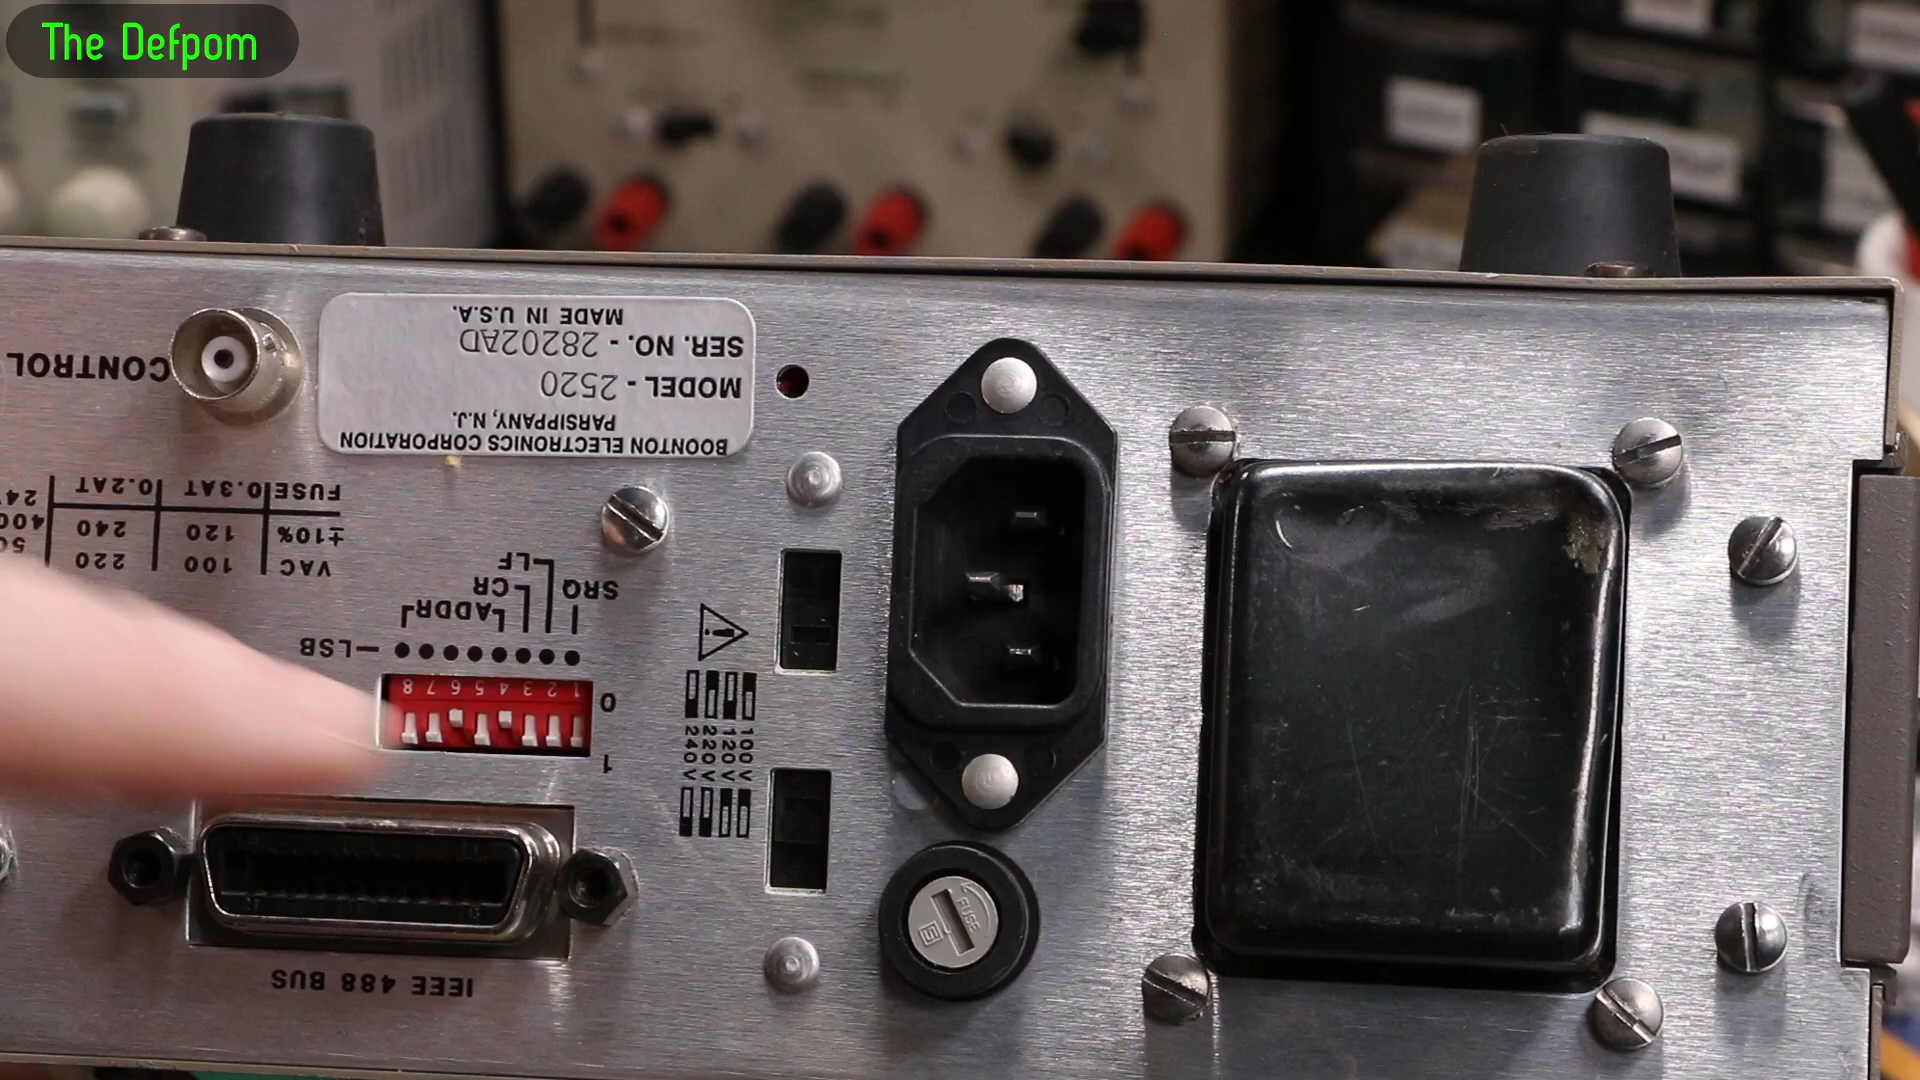 The Defpom
BOONTON ELECTRONICS CORPORATION
PARSIPPANY, N.J.
MODEL - 2520
SER. NO. - 28202AD
MADE IN U.S.A.
CONTROL
VAC 100 220
±10% 120 240
FUSE 0.3AT 0.2AT
SRQ
LF
CR
ADDR
LSB
0
1
1 2 3 4 5 6 7 8
100V
120V
220V
240V
FUSE
IEEE 488 BUS